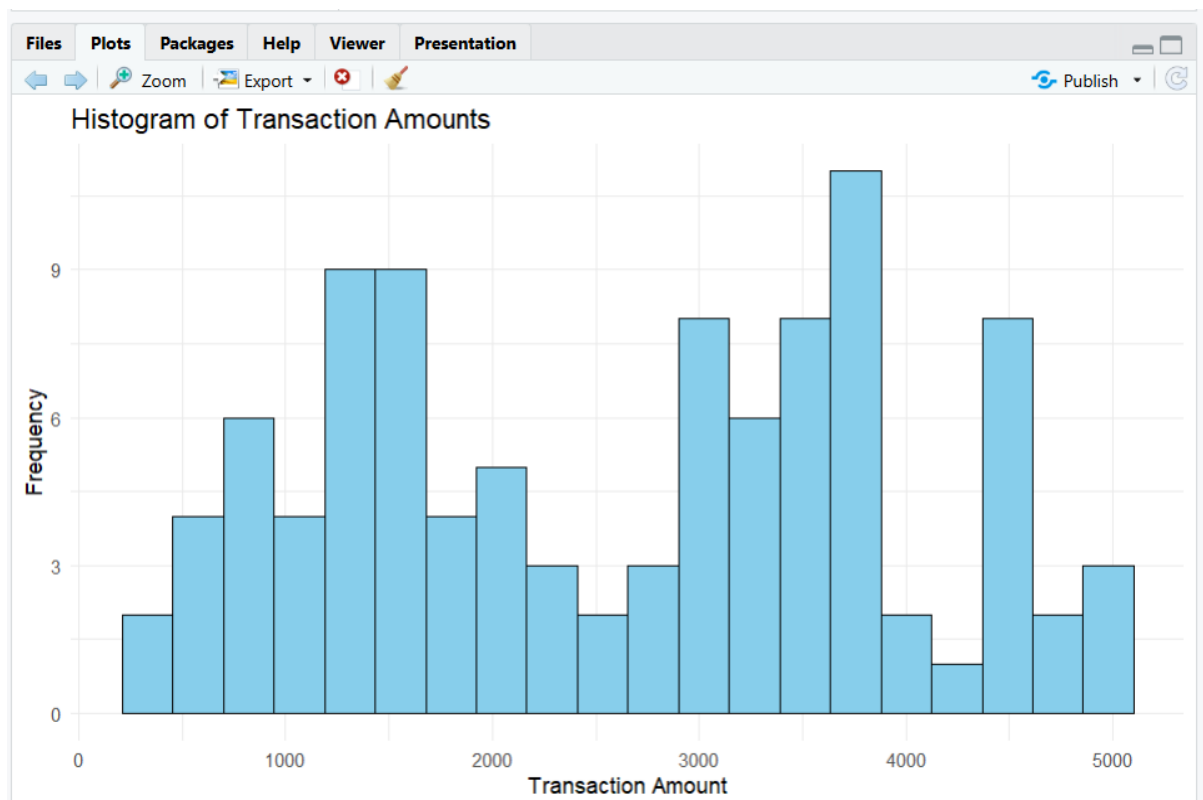 Files Plots Packages Help Viewer Presentation
Zoom Export Publish
Histogram of Transaction Amounts
9
6
3
0
Frequency
0 1000 2000 3000 4000 5000
Transaction Amount